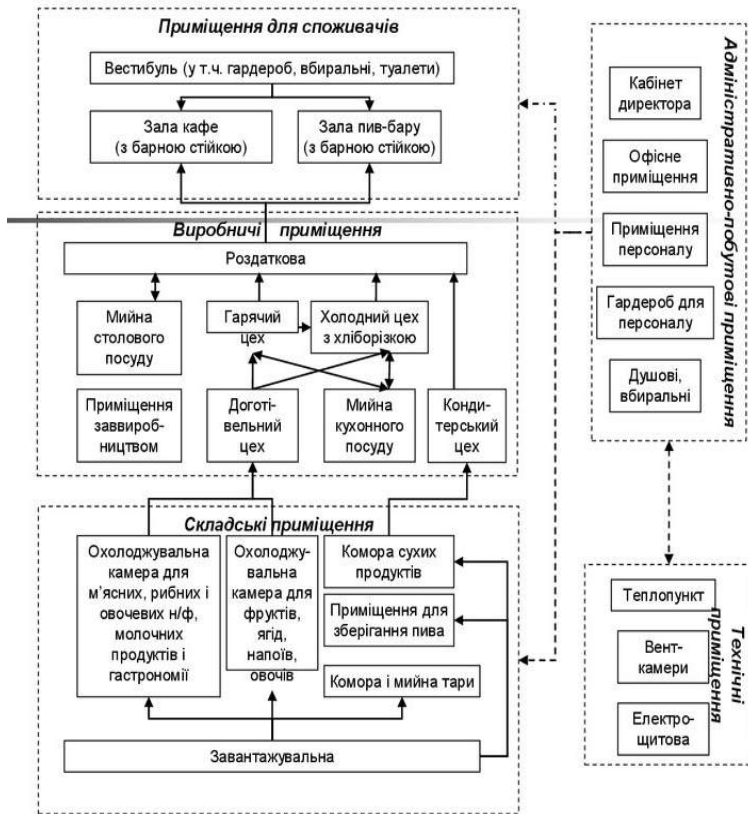 Приміщення для споживачів
Вестибуль (у т.ч. гардероб, вбиральні, туалети)
Зала кафе
(з барною стійкою)
Зала пив-бару
(з барною стійкою)
Виробничі приміщення
Роздаткова
Мийна
столового
посуду
Гарячий
цех
Холодний цех
з хліборізкою
Приміщення
заввироб-
ництвом
Доготі-
вельний
цех
Мийна
кухонного
посуду
Конди-
терський
цех
Складські приміщення
Охолоджувальна
камера для
м’ясних, рибних і
овочевих н/ф,
молочних
продуктів і
гастрономії
Охолоджу-
вальна
камера для
фруктів,
ягід,
напоїв,
овочів
Комора сухих
продуктів
Приміщення для
зберігання пива
Комора і мийна тари
Завантажувальна
Адміністративно-побутові приміщення
Кабінет
директора
Офісне
приміщення
Приміщення
персоналу
Гардероб для
персоналу
Душові,
вбиральні
Технічні
приміщення
Теплопункт
Вент-
камери
Електро-
щитова